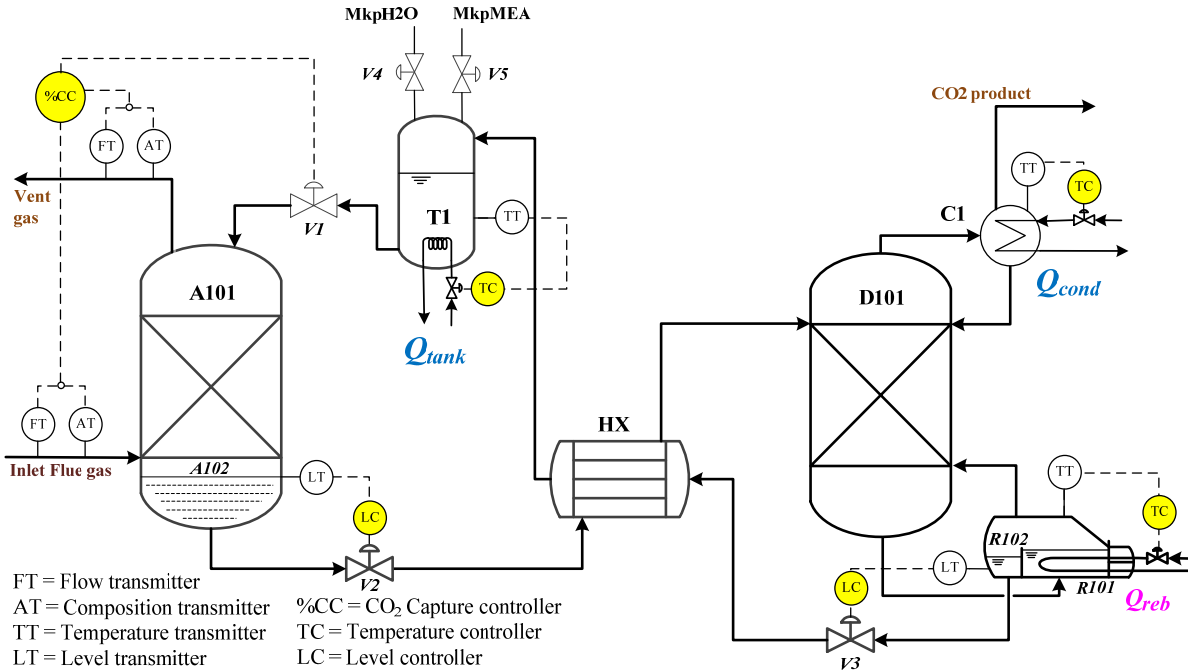 MkpH2O
MkpMEA
V4
V5
%CC
FT
AT
Vent
gas
V1
T1
TT
TC
Q_tank
CO2 product
TT
TC
C1
Q_cond
A101
D101
FT
AT
Inlet Flue gas
A102
LT
LC
V2
HX
TT
TC
R102
R101
Q_reb
LT
LC
V3
FT = Flow transmitter
AT = Composition transmitter
TT = Temperature transmitter
LT = Level transmitter
%CC = CO₂ Capture controller
TC = Temperature controller
LC = Level controller